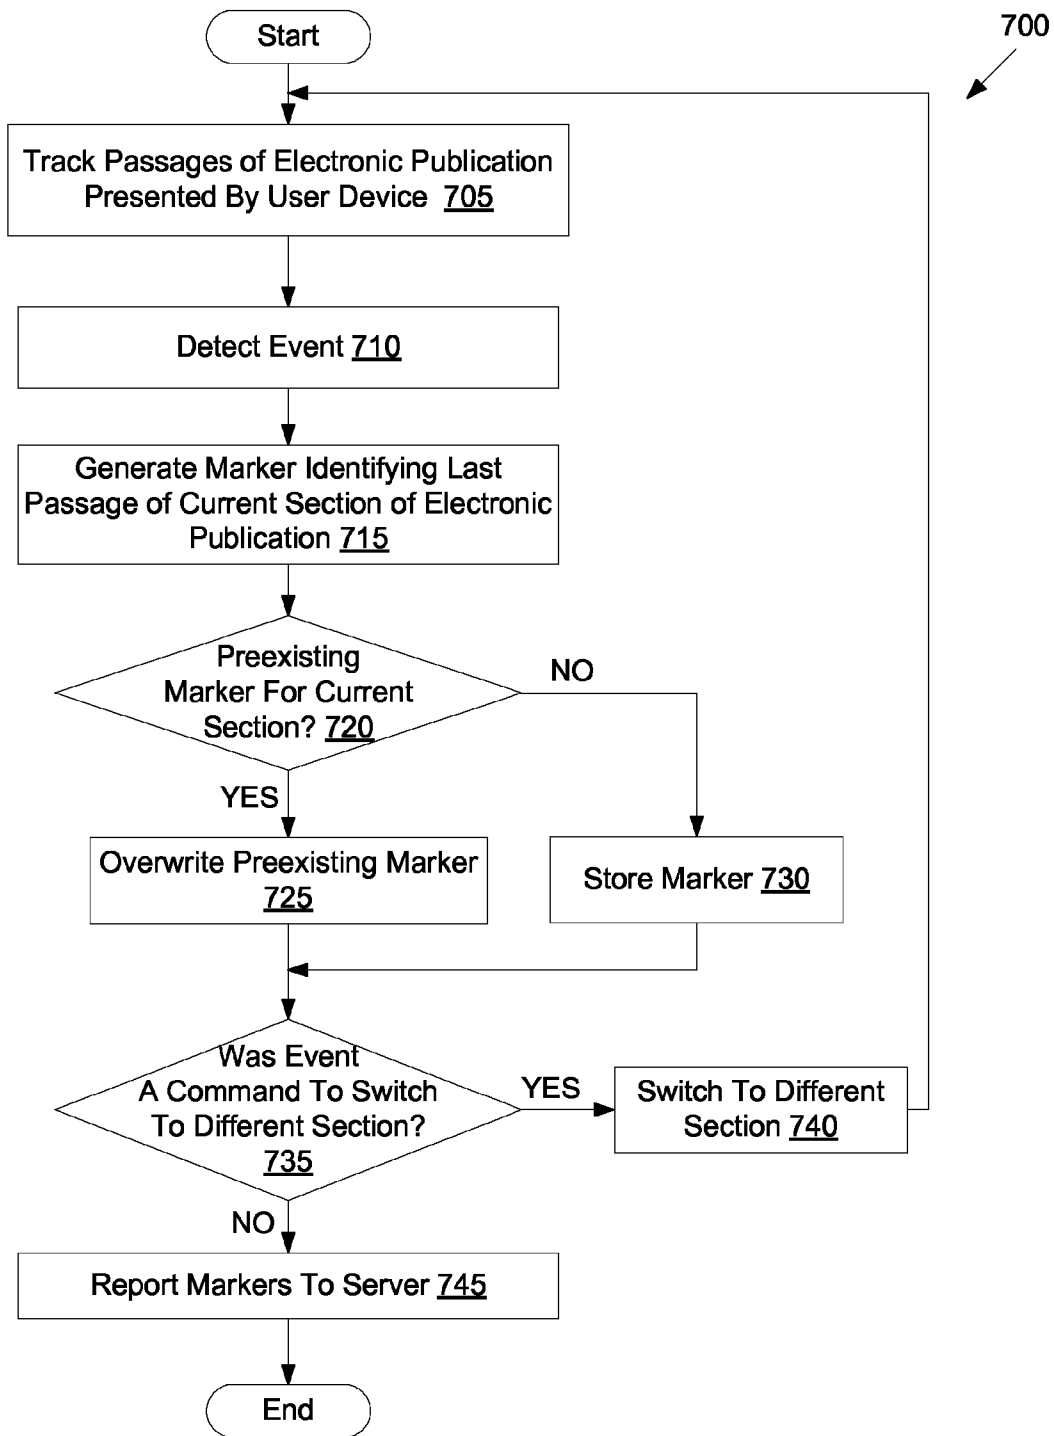 Start
700
Track Passages of Electronic Publication
Presented By User Device 705
Detect Event 710
Generate Marker Identifying Last
Passage of Current Section of Electronic
Publication 715
Preexisting
Marker For Current
Section? 720
NO
YES
Overwrite Preexisting Marker
725
Store Marker 730
Was Event
A Command To Switch
To Different Section?
735
YES
Switch To Different
Section 740
NO
Report Markers To Server 745
End